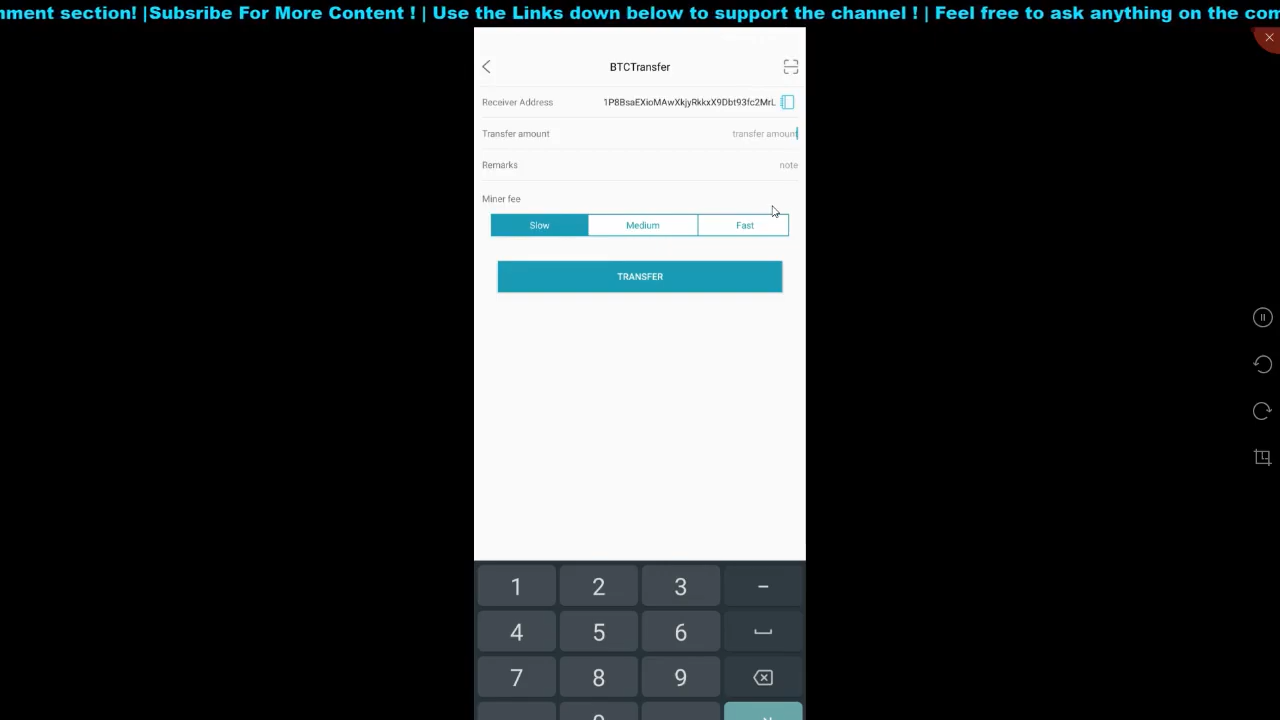 nment section! |Subsribe For More Content ! | Use the Links down below to support the channel ! | Feel free to ask anything on the com
BTCTransfer
Receiver Address 1P8BsaEXioMAwXkjyRkkxX9Dbt93fc2MrL
Transfer amount transfer amount
Remarks note
Miner fee
Slow Medium Fast
TRANSFER
1 2 3 -
4 5 6
7 8 9